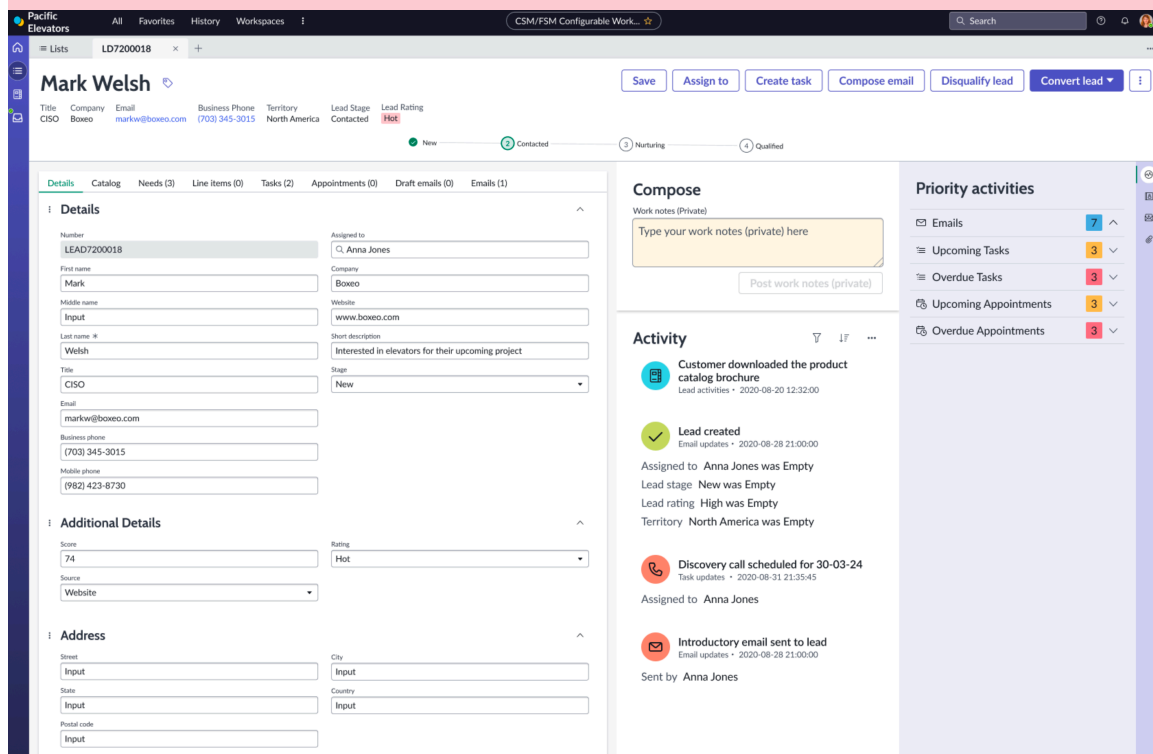 Pacific Elevators
All Favorites History Workspaces
CSM/FSM Configurable Work...
Search
Lists
LD7200018
Mark Welsh
Save
Assign to
Create task
Compose email
Disqualify lead
Convert lead
Title Company Email Business Phone Territory Lead Stage Lead Rating
CISO Boxeo markw@boxeo.com (703) 345-3015 North America Contacted Hot
New
2 Contacted
3 Nurturing
4 Qualified
Details Catalog Needs (3) Line items (0) Tasks (2) Appointments (0) Draft emails (0) Emails (1)
Details
Number
LEAD7200018
First name
Mark
Middle name
Input
Last name *
Welsh
Title
CISO
Email
markw@boxeo.com
Business phone
(703) 345-3015
Mobile phone
(982) 423-8730
Assigned to
Anna Jones
Company
Boxeo
Website
www.boxeo.com
Short description
Interested in elevators for their upcoming project
Stage
New
Additional Details
Score
74
Source
Website
Rating
Hot
Address
Street
Input
State
Input
Postal code
Input
City
Input
Country
Input
Compose
Work notes (Private)
Type your work notes (private) here
Post work notes (private)
Activity
Customer downloaded the product
catalog brochure
Lead activities • 2020-08-20 12:32:00
Lead created
Email updates • 2020-08-28 21:00:00
Assigned to Anna Jones was Empty
Lead stage New was Empty
Lead rating High was Empty
Territory North America was Empty
Discovery call scheduled for 30-03-24
Task updates • 2020-08-31 21:35:45
Assigned to Anna Jones
Introductory email sent to lead
Email updates • 2020-08-28 21:00:00
Sent by Anna Jones
Priority activities
Emails 7
Upcoming Tasks 3
Overdue Tasks 3
Upcoming Appointments 3
Overdue Appointments 3